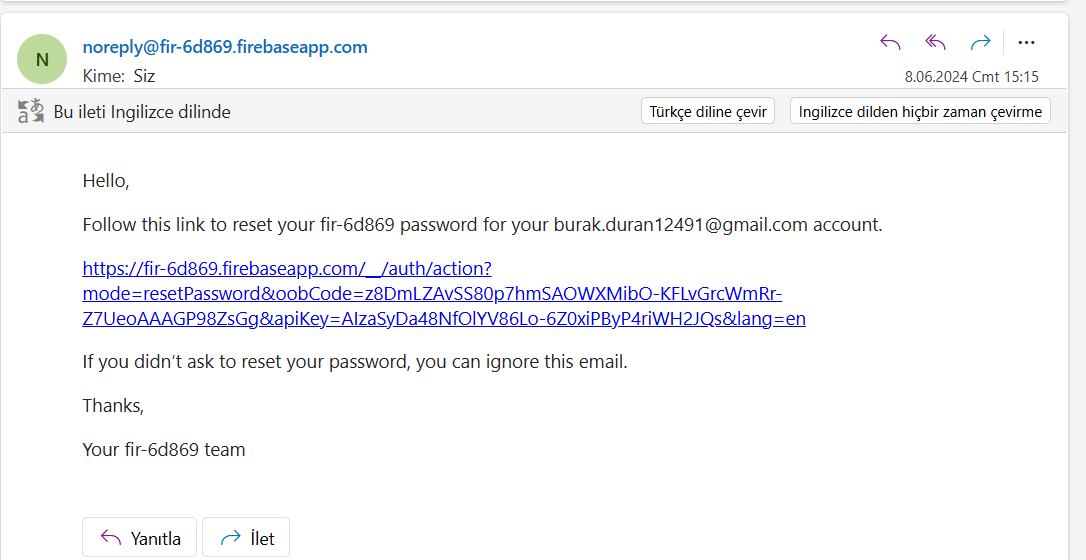 N
noreply@fir-6d869.firebaseapp.com
Kime: Siz
8.06.2024 Cmt 15:15
Bu ileti Ingilizce dilinde
Türkçe diline çevir
Ingilizce dilden hiçbir zaman çevirme
Hello,
Follow this link to reset your fir-6d869 password for your burak.duran12491@gmail.com account.
https://fir-6d869.firebaseapp.com/__/auth/action?
mode=resetPassword&oobCode=z8DmLZAvSS80p7hmSAOWXMibO-KFLvGrcWmRr-
Z7UeoAAAGP98ZsGg&apiKey=AIzaSyDa48NfOlYV86Lo-6Z0xiPByP4riWH2JQs&lang=en
If you didn’t ask to reset your password, you can ignore this email.
Thanks,
Your fir-6d869 team
Yanıtla
İlet